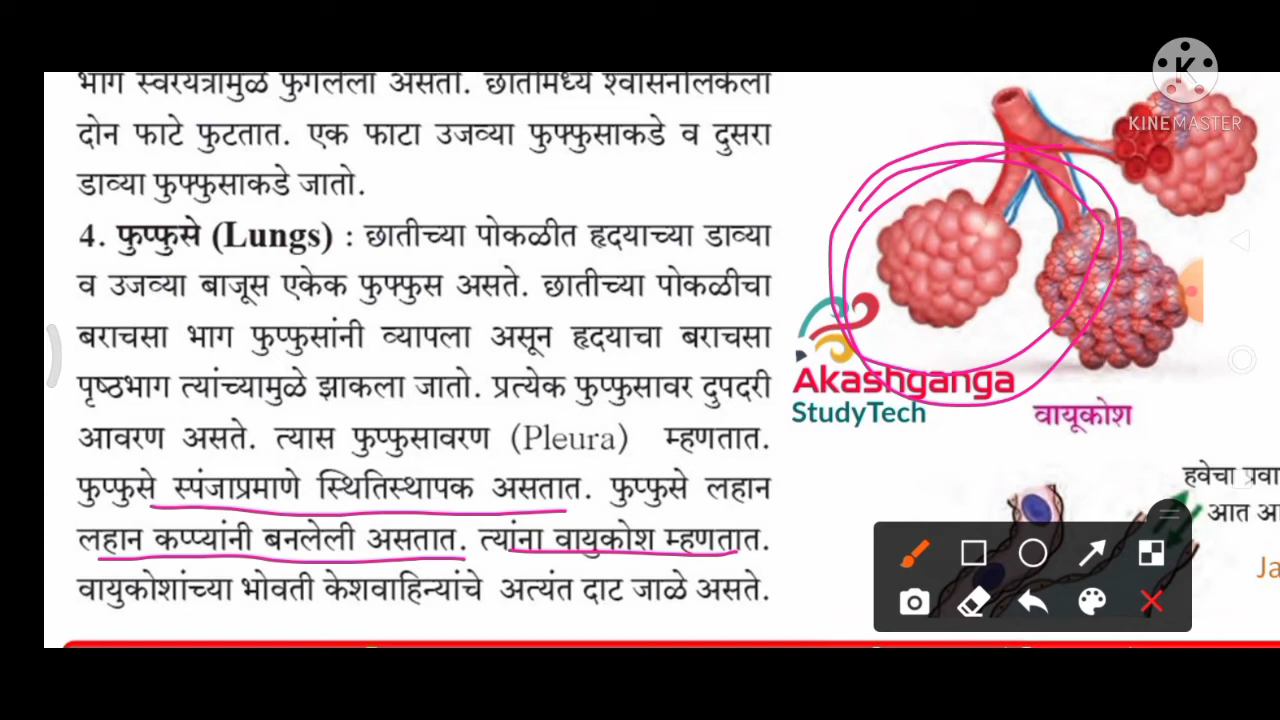 भाग स्वरयंत्रामुळे फुगलेला असतो. छातीमध्ये श्वासनलिकेला
दोन फाटे फुटतात. एक फाटा उजव्या फुफ्फुसाकडे व दुसरा
डाव्या फुफ्फुसाकडे जातो.
4. फुप्फुसे (Lungs) : छातीच्या पोकळीत हृदयाच्या डाव्या
व उजव्या बाजूस एकेक फुफ्फुस असते. छातीच्या पोकळीचा
बराचसा भाग फुप्फुसांनी व्यापला असून हृदयाचा बराचसा
पृष्ठभाग त्यांच्यामुळे झाकला जातो. प्रत्येक फुप्फुसावर दुपदरी
आवरण असते. त्यास फुप्फुसावरण (Pleura) म्हणतात.
फुप्फुसे स्पंजाप्रमाणे स्थितिस्थापक असतात. फुप्फुसे लहान
लहान कप्प्यांनी बनलेली असतात. त्यांना वायुकोश म्हणतात.
वायुकोशांच्या भोवती केशवाहिन्यांचे अत्यंत दाट जाळे असते.
K
KINEMASTER
Akashganga
StudyTech
वायूकोश
हवेचा प्रवा
आत आ
Ja